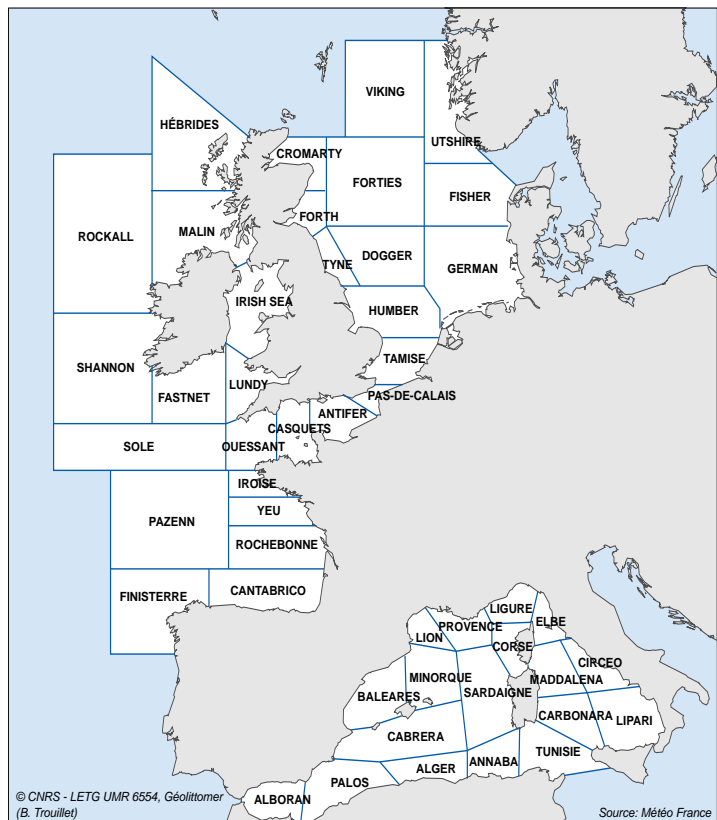 VIKING
HÉBRIDES
UTSHIRE
CROMARTY
FORTIES
FISHER
FORTH
ROCKALL
MALIN
TYNE
DOGGER
GERMAN
IRISH SEA
HUMBER
TAMISE
SHANNON
FASTNET
LUNDY
PAS-DE-CALAIS
ANTIFER
CASQUETS
SOLE
OUESSANT
IROISE
YEU
PAZENN
ROCHEBONNE
FINISTERRE
CANTABRICO
LIGURE
PROVENCE
ELBE
LION
CORSE
CIRCEO
MINORQUE
MADDALENA
BALEARES
SARDAIGNE
CARBONARA
LIPARI
CABRERA
TUNISIE
ANNABA
ALGER
PALOS
ALBORAN
© CNRS - LETG UMR 6554, Géolittomer
(B. Trouillet)
Source: Météo France